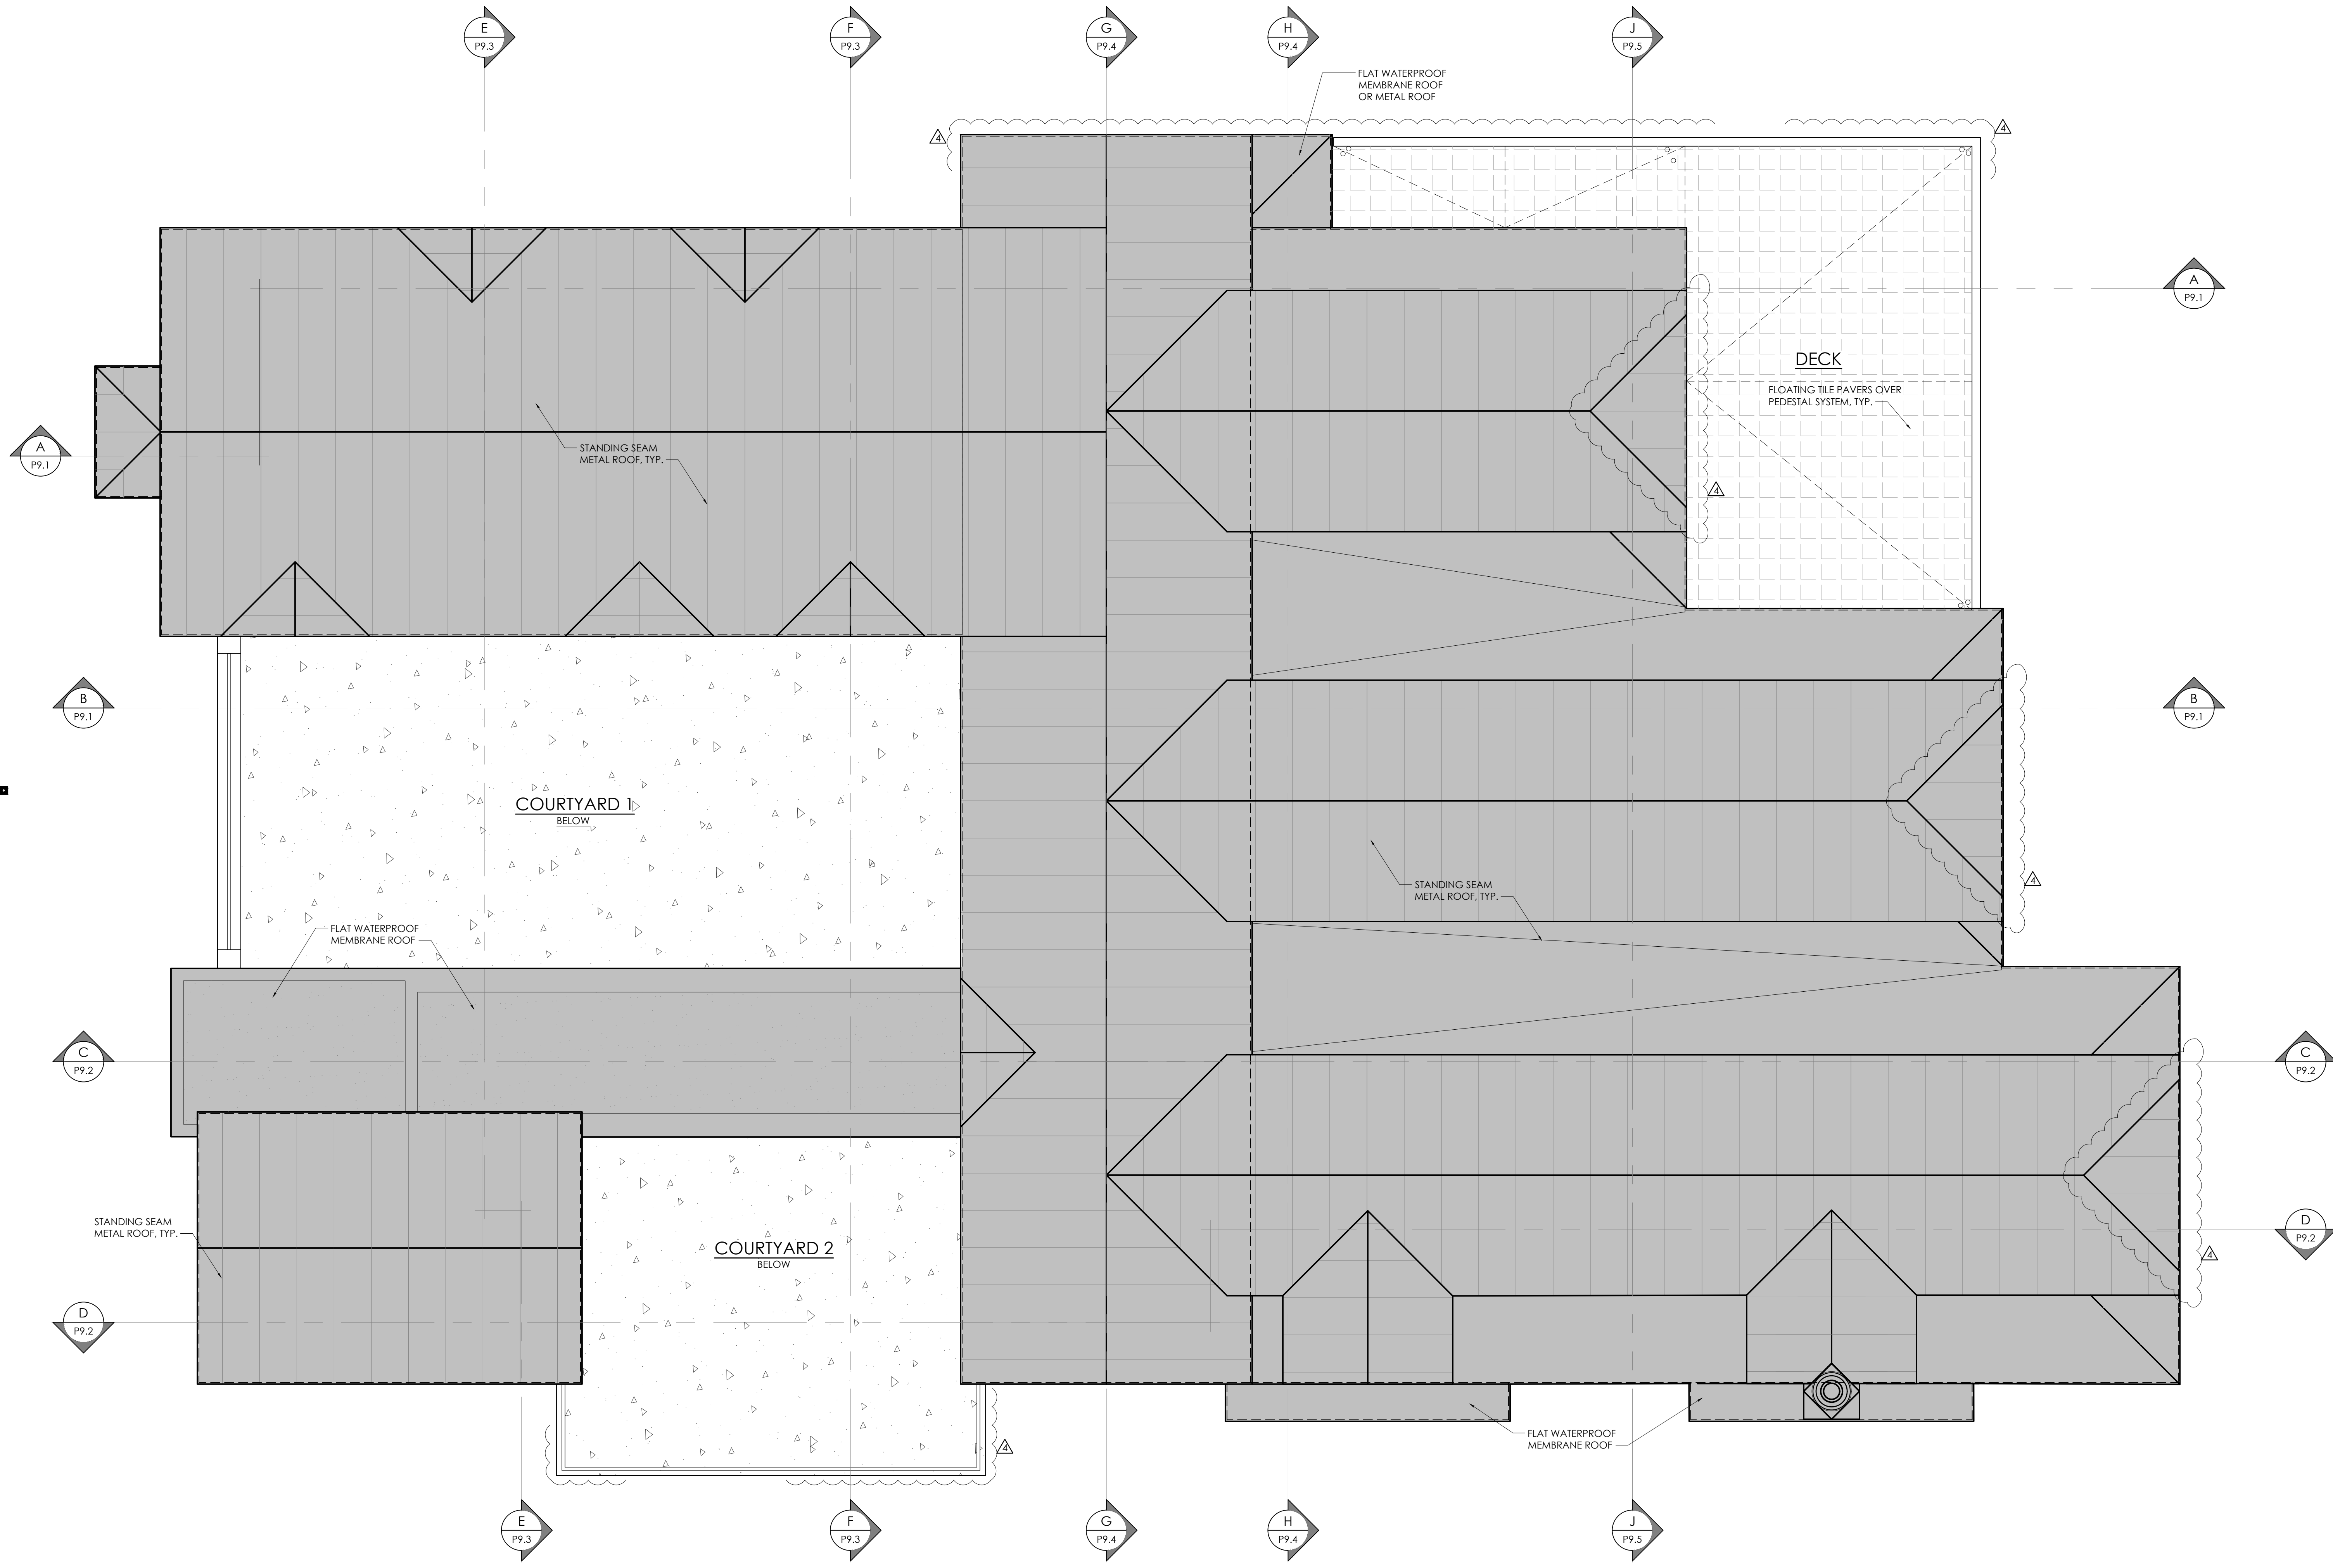 E
P9.3
F
P9.3
G
P9.4
H
P9.4
J
P9.5
FLAT WATERPROOF
MEMBRANE ROOF
OR METAL ROOF
4
4
A
P9.1
DECK
FLOATING TILE PAVERS OVER
PEDESTAL SYSTEM, TYP.
A
P9.1
STANDING SEAM
METAL ROOF, TYP.
4
B
P9.1
B
P9.1
COURTYARD 1
BELOW
STANDING SEAM
METAL ROOF, TYP.
4
FLAT WATERPROOF
MEMBRANE ROOF
C
P9.2
C
P9.2
STANDING SEAM
METAL ROOF, TYP.
COURTYARD 2
BELOW
D
P9.2
4
D
P9.2
FLAT WATERPROOF
MEMBRANE ROOF
4
E
P9.3
F
P9.3
G
P9.4
H
P9.4
J
P9.5